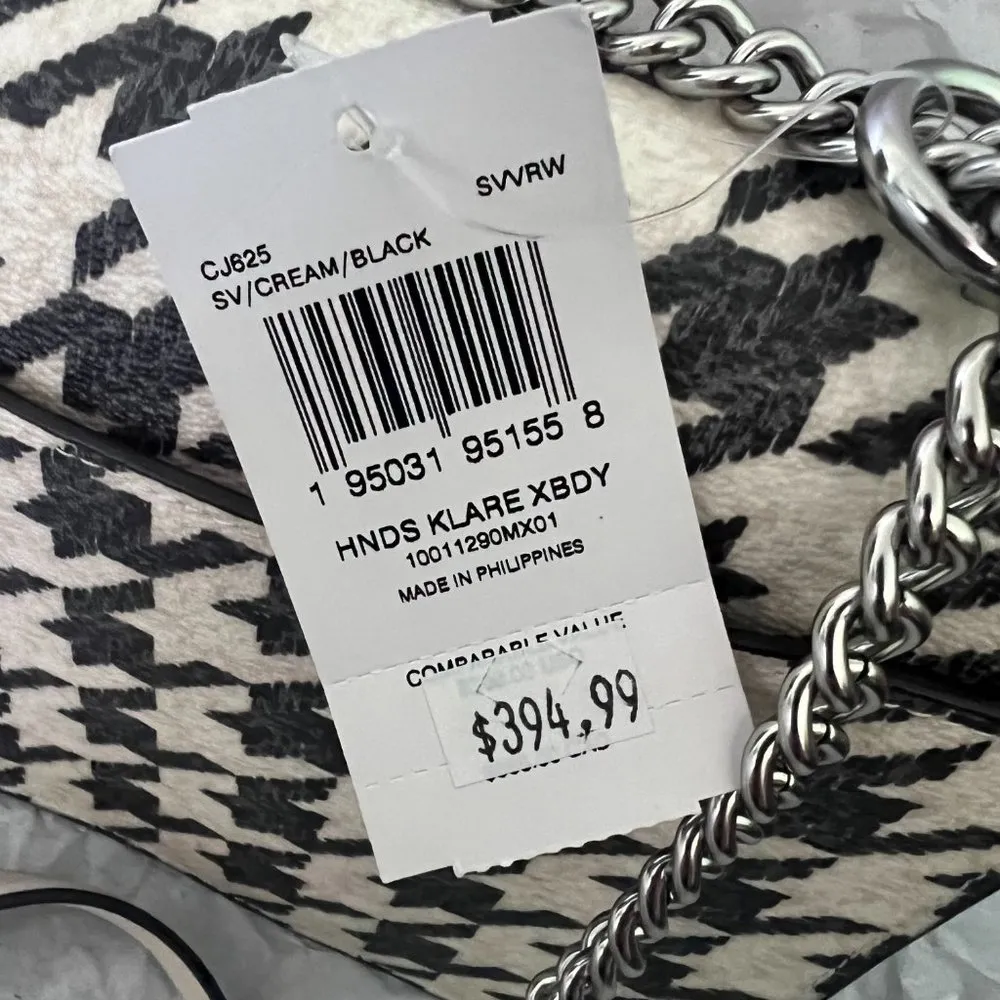 SVVRW
CJ625
SV/CREAM/BLACK
1 95031 95155 8
HNDS KLARE XBDY
10011290MX01
MADE IN PHILIPPINES
COMPARABLE VALUE
$394.99